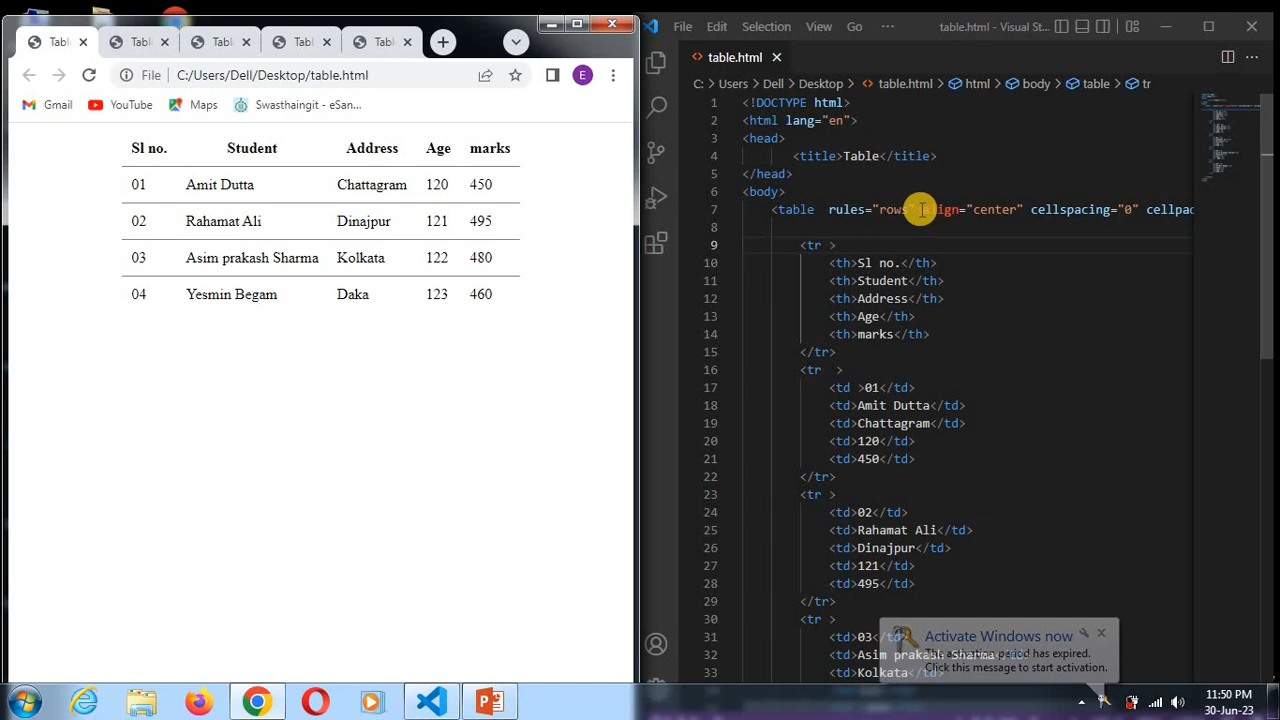 Tabl
Tabl
Tabl
Tabl
Tabl
File C:/Users/Dell/Desktop/table.html
E
Gmail YouTube Maps Swasthaingit - eSan...
Sl no. Student Address Age marks
01 Amit Dutta Chattagram 120 450
02 Rahamat Ali Dinajpur 121 495
03 Asim prakash Sharma Kolkata 122 480
04 Yesmin Begam Daka 123 460
File Edit Selection View Go ··· table.html - Visual St...
table.html
C: > Users > Dell > Desktop > table.html > html > body > table > tr
1 <!DOCTYPE html>
2 <html lang="en">
3 <head>
4 <title>Table</title>
5 </head>
6 <body>
7 <table rules="rows" align="center" cellspacing="0" cellpad
8
9 <tr >
10 <th>Sl no.</th>
11 <th>Student</th>
12 <th>Address</th>
13 <th>Age</th>
14 <th>marks</th>
15 </tr>
16 <tr >
17 <td >01</td>
18 <td>Amit Dutta</td>
19 <td>Chattagram</td>
20 <td>120</td>
21 <td>450</td>
22 </tr>
23 <tr >
24 <td>02</td>
25 <td>Rahamat Ali</td>
26 <td>Dinajpur</td>
27 <td>121</td>
28 <td>495</td>
29 </tr>
30 <tr >
31 <td>03</td>
32 <td>Asim prakash Sharma
33 <td>Kolkata</td>
Activate Windows now
The activation period has expired.
Click this message to start activation.
11:50 PM
30-Jun-23